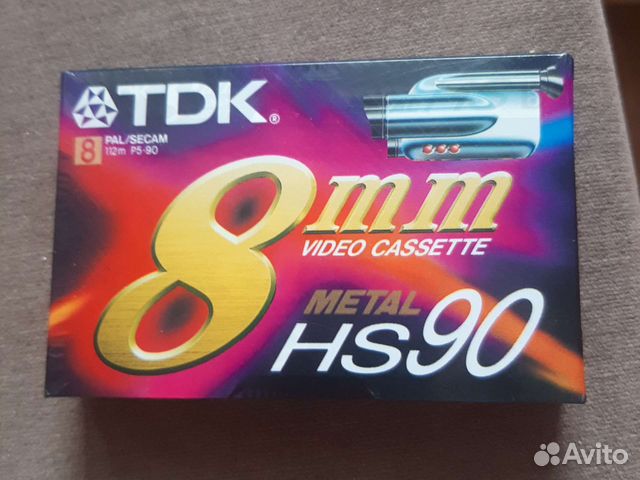 TDK®
8 PAL/SECAM
112m P5-90
8mm
VIDEO CASSETTE
METAL
HS90
Avito